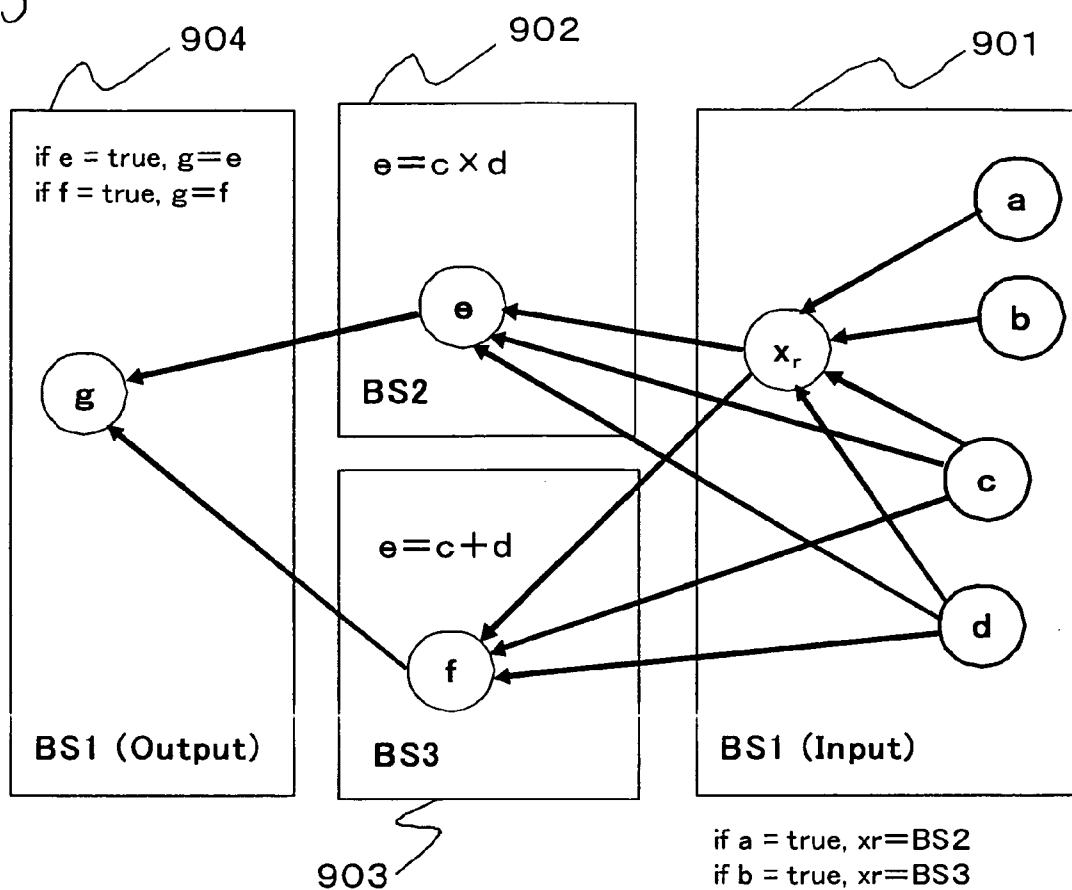 904
902
901
if e = true, g=e
if f = true, g=f
e=c×d
a
b
e
xr
g
BS2
c
e=c+d
d
f
BS1 (Output)
BS3
BS1 (Input)
if a = true, xr=BS2
if b = true, xr=BS3
903